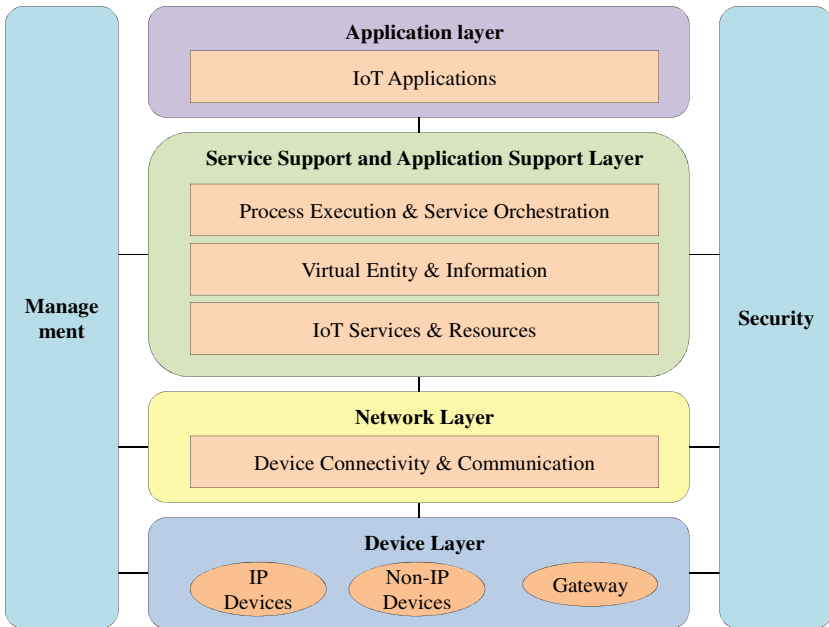 Application layer
IoT Applications
Service Support and Application Support Layer
Process Execution & Service Orchestration
Virtual Entity & Information
IoT Services & Resources
Manage
ment
Security
Network Layer
Device Connectivity & Communication
Device Layer
IP
Devices
Non-IP
Devices
Gateway